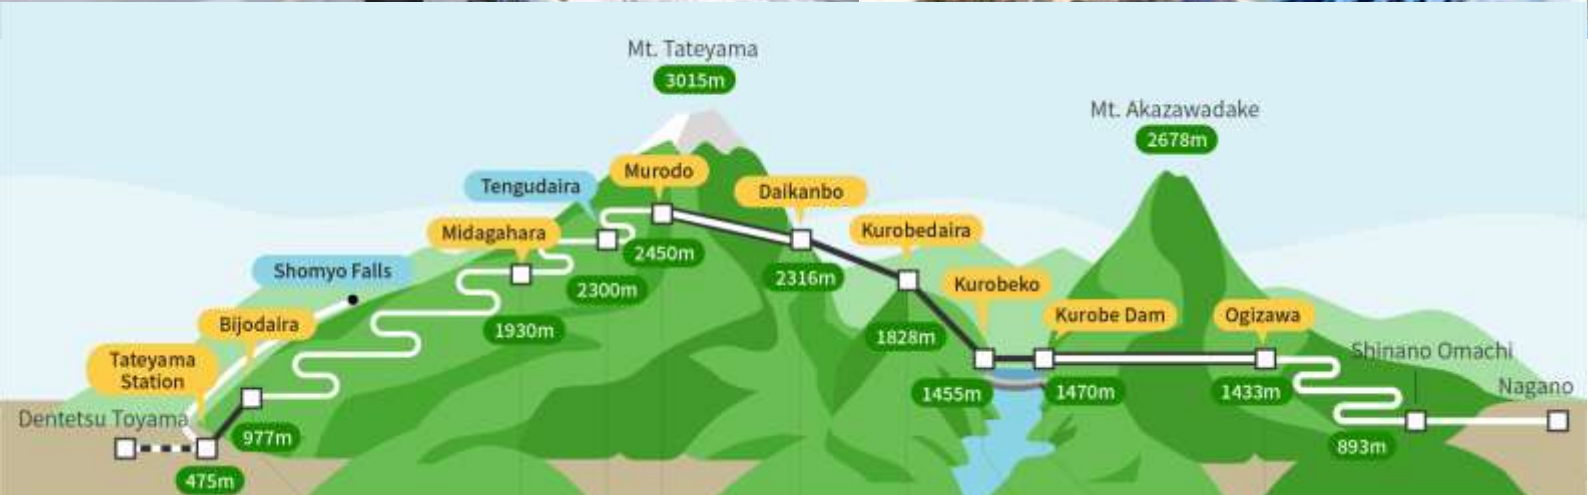 Mt. Tateyama
3015m
Mt. Akazawadake
2678m
Tengudaira
Murodo
Daikanbo
Midagahara
Kurobedaira
Shomyo Falls
2450m
2316m
2300m
Kurobeko
Bijodaira
1930m
1828m
Kurobe Dam
Ogizawa
Tateyama
Station
Shinano Omachi
Nagano
1455m
1470m
1433m
Dentetsu Toyama
977m
893m
475m